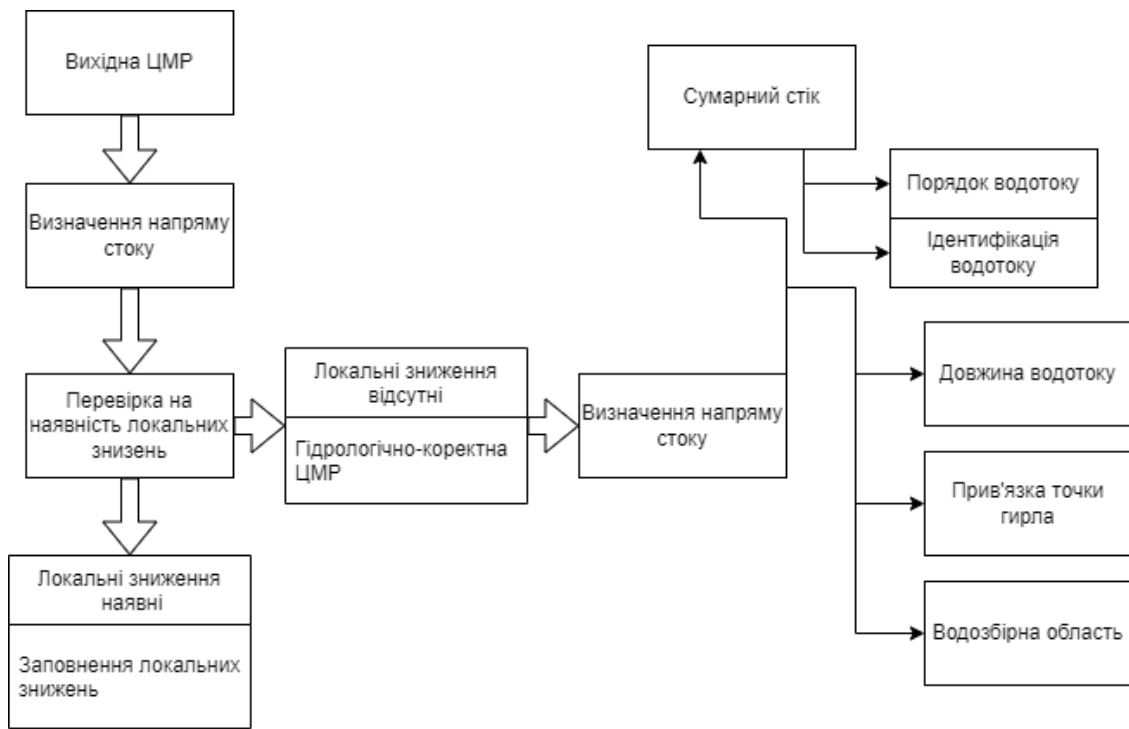 Вихідна ЦМР
Визначення напряму
стоку
Перевірка на
наявність локальних
знизень
Локальні зниження
наявні
Заповнення локальних
знижень
Локальні зниження
відсутні
Гідрологічно-коректна
ЦМР
Визначення напряму
стоку
Сумарний стік
Порядок водотоку
Ідентифікація
водотоку
Довжина водотоку
Прив'язка точки
гирла
Водозбірна область